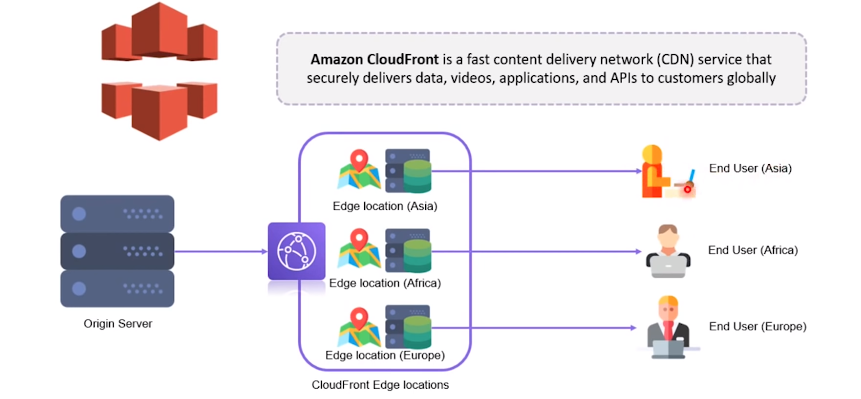 Amazon CloudFront is a fast content delivery network (CDN) service that
securely delivers data, videos, applications, and APIs to customers globally
End User (Asia)
Edge location (Asia)
End User (Africa)
Edge location (Africa)
Origin Server
End User (Europe)
Edge location (Europe)
CloudFront Edge locations